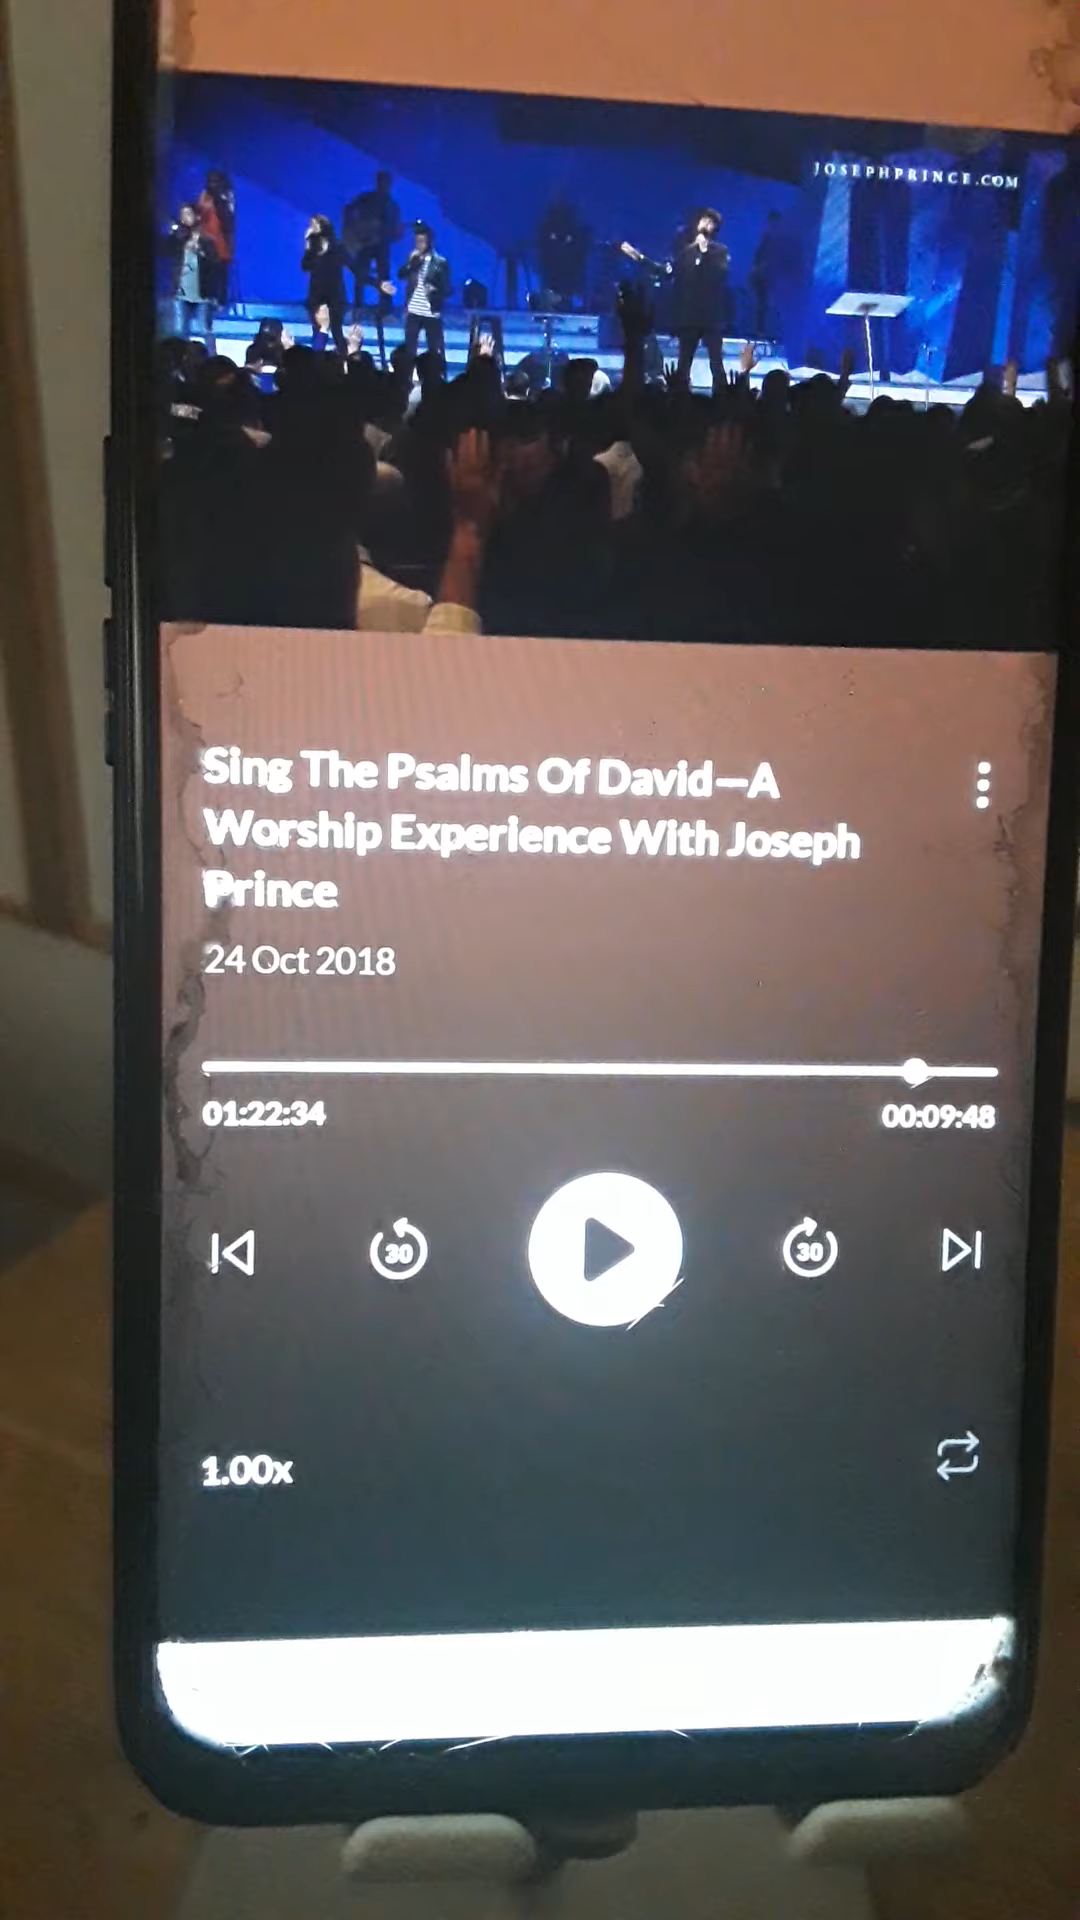 JOSEPHPRINCE.COM
Sing The Psalms Of David—A
Worship Experience With Joseph
Prince
24 Oct 2018
01:22:34 00:09:48
30 30
1.00x